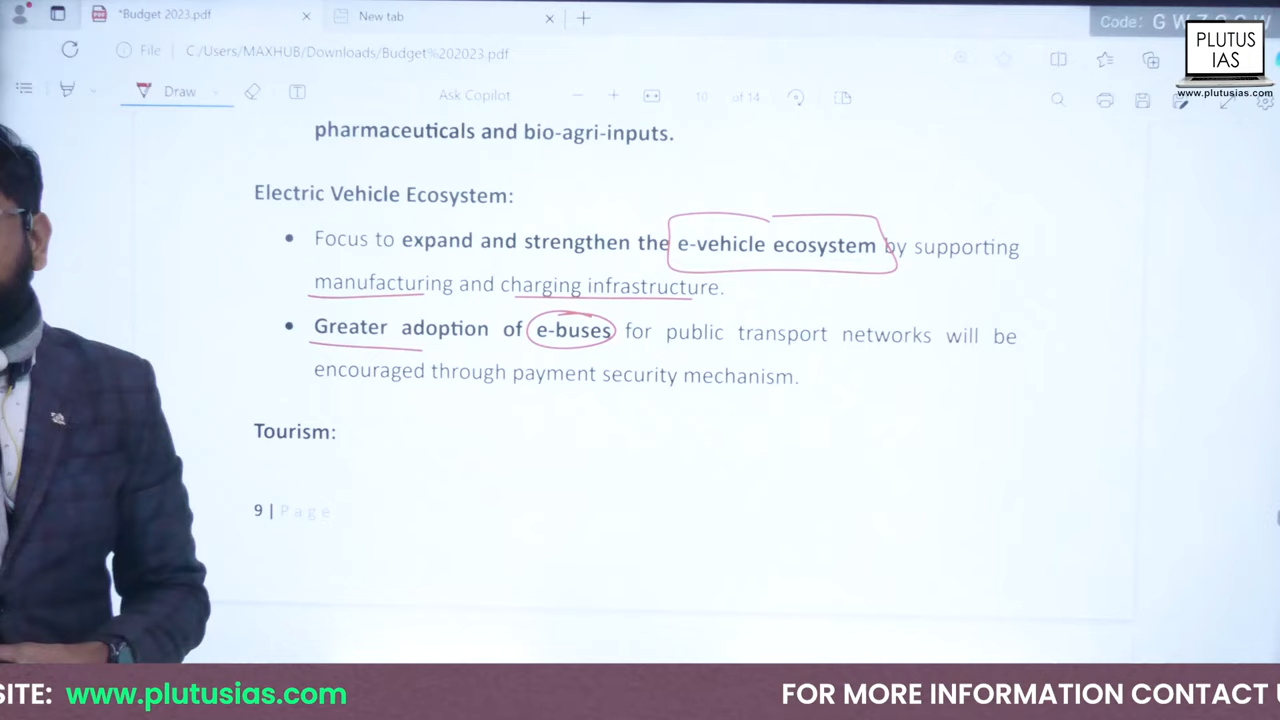 *Budget 2023.pdf
New tab
Code: G W
PLUTUS
IAS
www.plutusias.com
File
C:/Users/MAXHUB/Downloads/Budget%202023.pdf
Draw
Ask Copilot
10 of 14
pharmaceuticals and bio-agri-inputs.
Electric Vehicle Ecosystem:
• Focus to expand and strengthen the e-vehicle ecosystem by supporting
manufacturing and charging infrastructure.
• Greater adoption of e-buses for public transport networks will be
encouraged through payment security mechanism.
Tourism:
9 | Page
SITE: www.plutusias.com
FOR MORE INFORMATION CONTACT